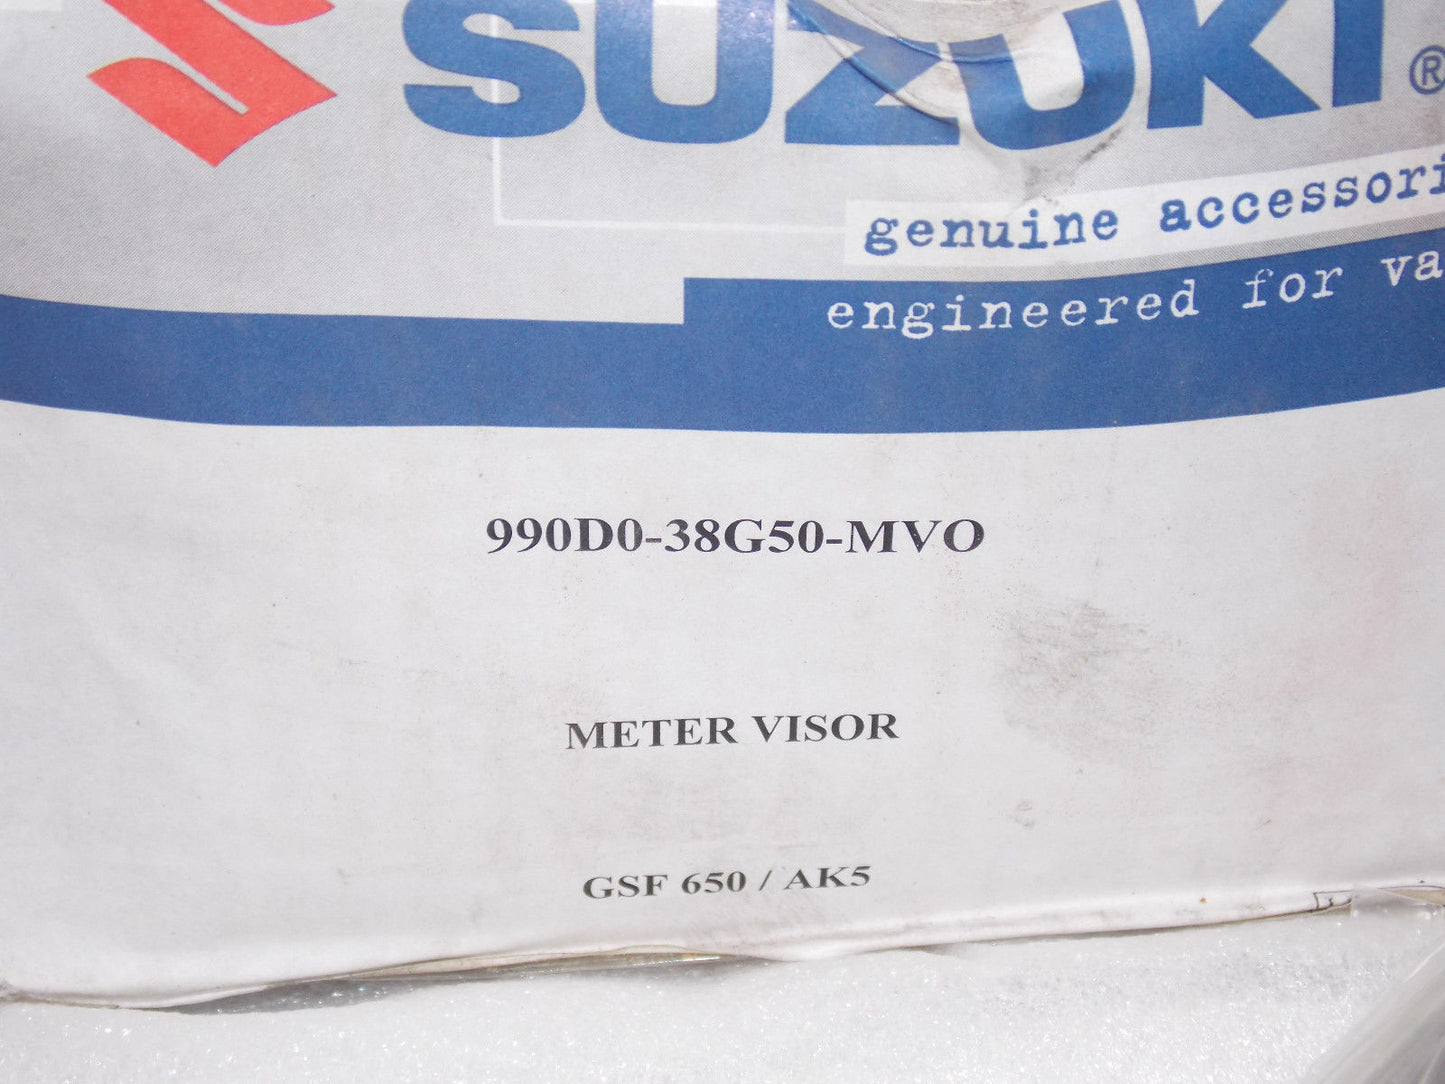 SUZUKI®
genuine accessori
engineered for va
990D0-38G50-MVO
METER VISOR
GSF 650 / AK5